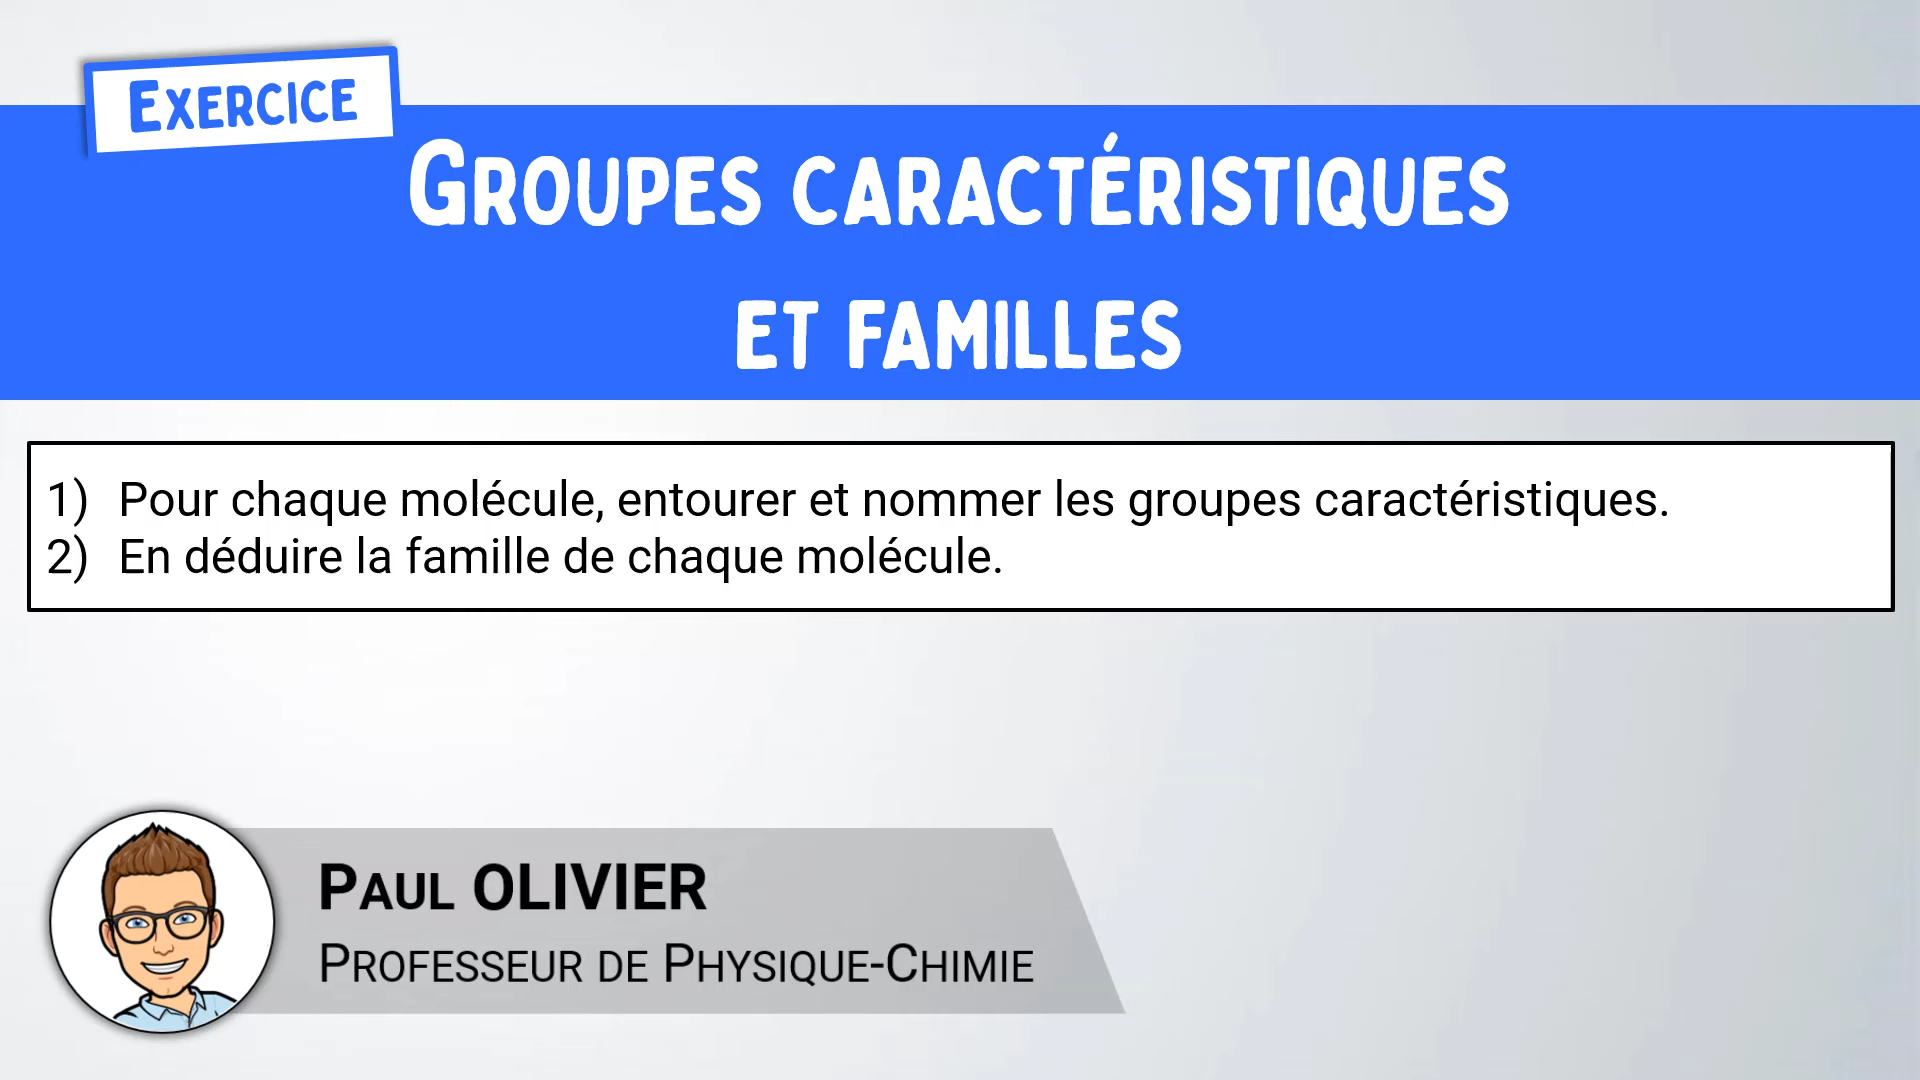 EXERCICE
GROUPES CARACTÉRISTIQUES
ET FAMILLES
1) Pour chaque molécule, entourer et nommer les groupes caractéristiques.
2) En déduire la famille de chaque molécule.
PAUL OLIVIER
PROFESSEUR DE PHYSIQUE-CHIMIE